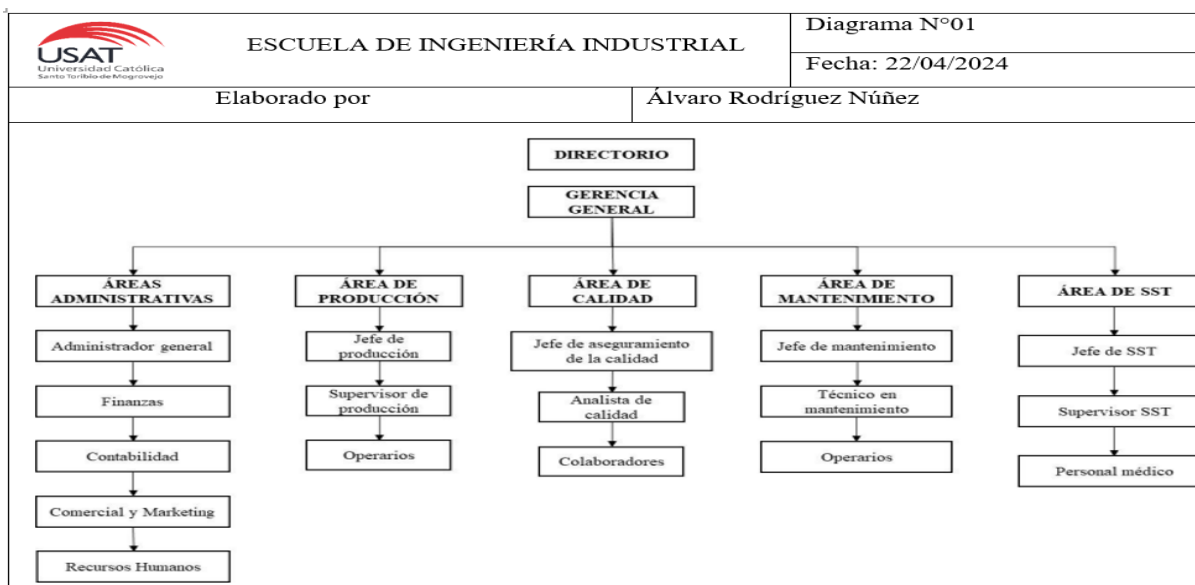 USAT
Universidad Católica
Santo Toribio de Mogrovejo
ESCUELA DE INGENIERÍA INDUSTRIAL
Diagrama N°01
Fecha: 22/04/2024
Elaborado por
Álvaro Rodríguez Núñez
DIRECTORIO
GERENCIA
GENERAL
ÁREAS
ADMINISTRATIVAS
Administrador general
Finanzas
Contabilidad
Comercial y Marketing
Recursos Humanos
ÁREA DE
PRODUCCIÓN
Jefe de
producción
Supervisor de
producción
Operarios
ÁREA DE
CALIDAD
Jefe de aseguramiento
de la calidad
Analista de
calidad
Colaboradores
ÁREA DE
MANTENIMIENTO
Jefe de mantenimiento
Técnico en
mantenimiento
Operarios
ÁREA DE SST
Jefe de SST
Supervisor SST
Personal médico